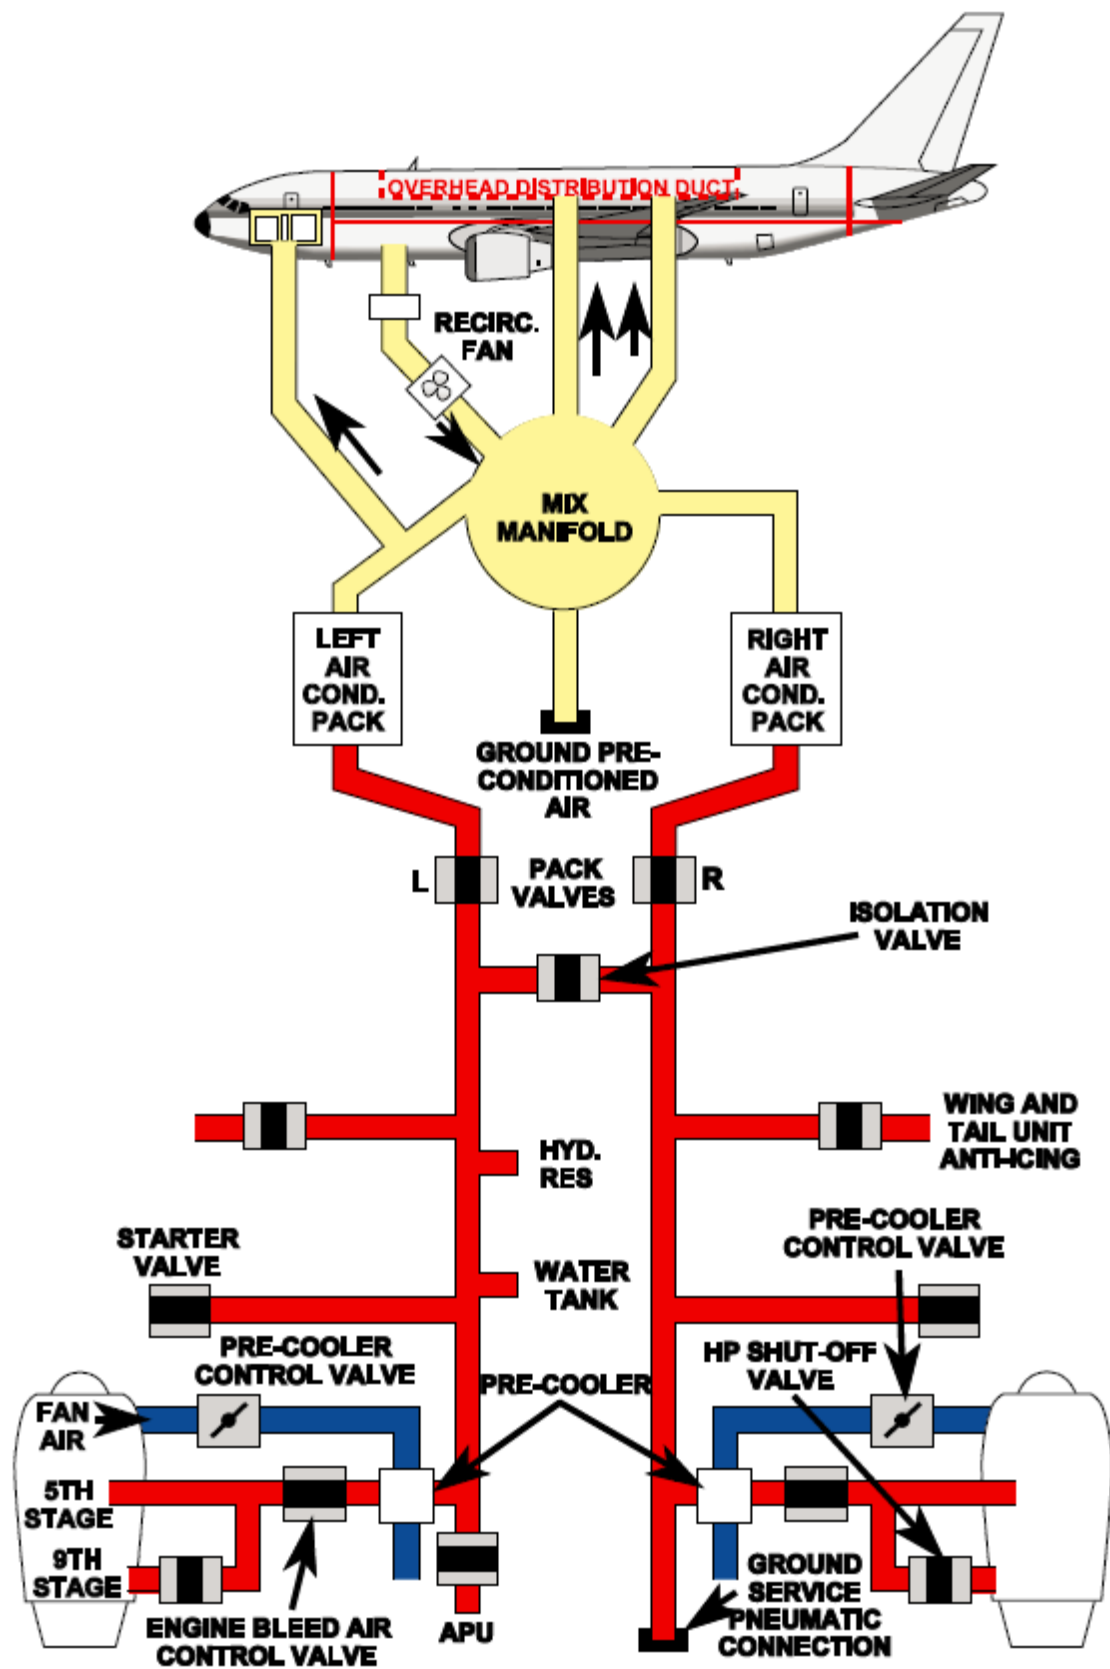 OVERHEAD DISTRIBUTION DUCT
RECIRC.
FAN
MIX
MANIFOLD
LEFT
AIR
COND.
PACK
RIGHT
AIR
COND.
PACK
GROUND PRE-
CONDITIONED
AIR
L
PACK
VALVES
R
ISOLATION
VALVE
WING AND
TAIL UNIT
ANTI-ICING
HYD.
RES
PRE-COOLER
CONTROL VALVE
STARTER
VALVE
WATER
TANK
PRE-COOLER
CONTROL VALVE
HP SHUT-OFF
VALVE
PRE-COOLER
FAN
AIR
5TH
STAGE
9TH
STAGE
GROUND
SERVICE
PNEUMATIC
CONNECTION
ENGINE BLEED AIR
CONTROL VALVE
APU